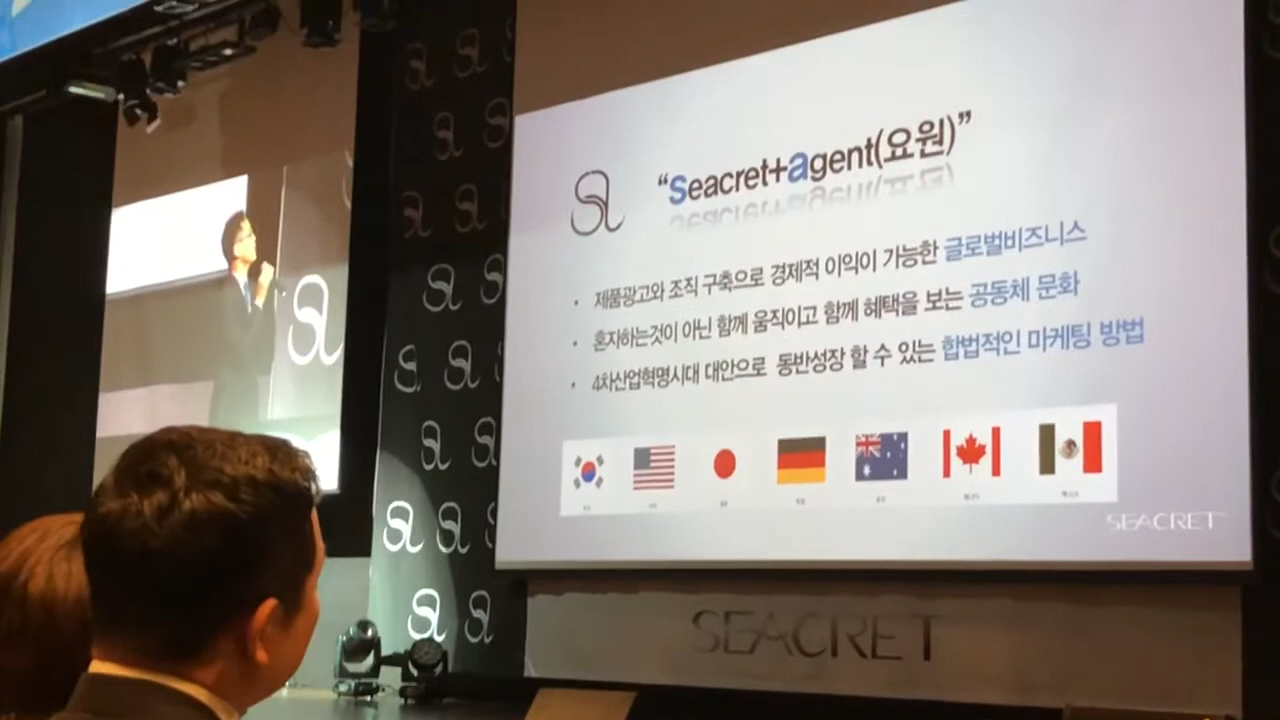 “Seacret+agent(요원)”
• 제품광고와 조직 구축으로 경제적 이익이 가능한 글로벌비즈니스
• 혼자하는것이 아닌 함께 움직이고 함께 혜택을 보는 공동체 문화
• 4차산업혁명시대 대안으로 동반성장 할 수 있는 합법적인 마케팅 방법
SEACRET
SEACRET